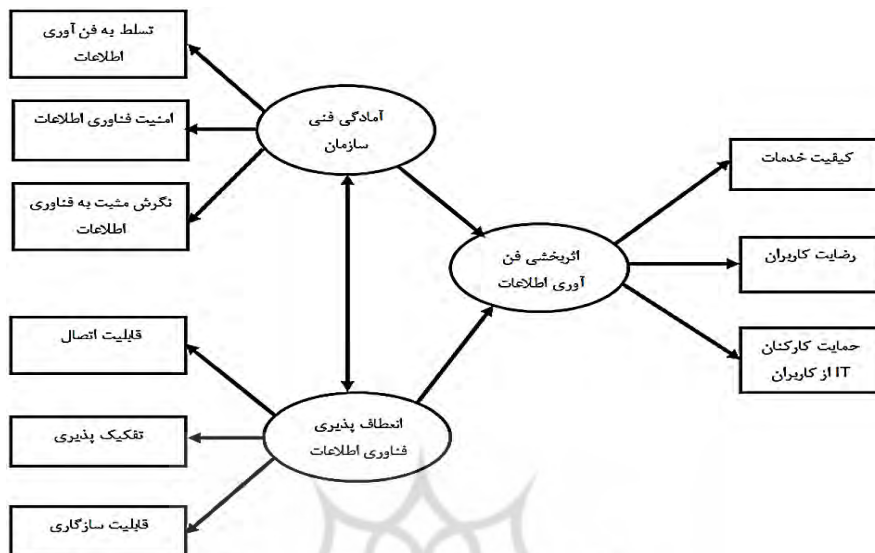 تسلط به فن آوری
اطلاعات
امنیت فناوری اطلاعات
نگرش مثبت به فناوری
اطلاعات
آمادگی فنی
سازمان
کیفیت خدمات
رضایت کاربران
حمایت کارکنان
IT از کاربران
اثربخشی فن
آوری اطلاعات
قابلیت اتصال
تفکیک پذیری
قابلیت سازگاری
انعطاف پذیری
فناوری اطلاعات